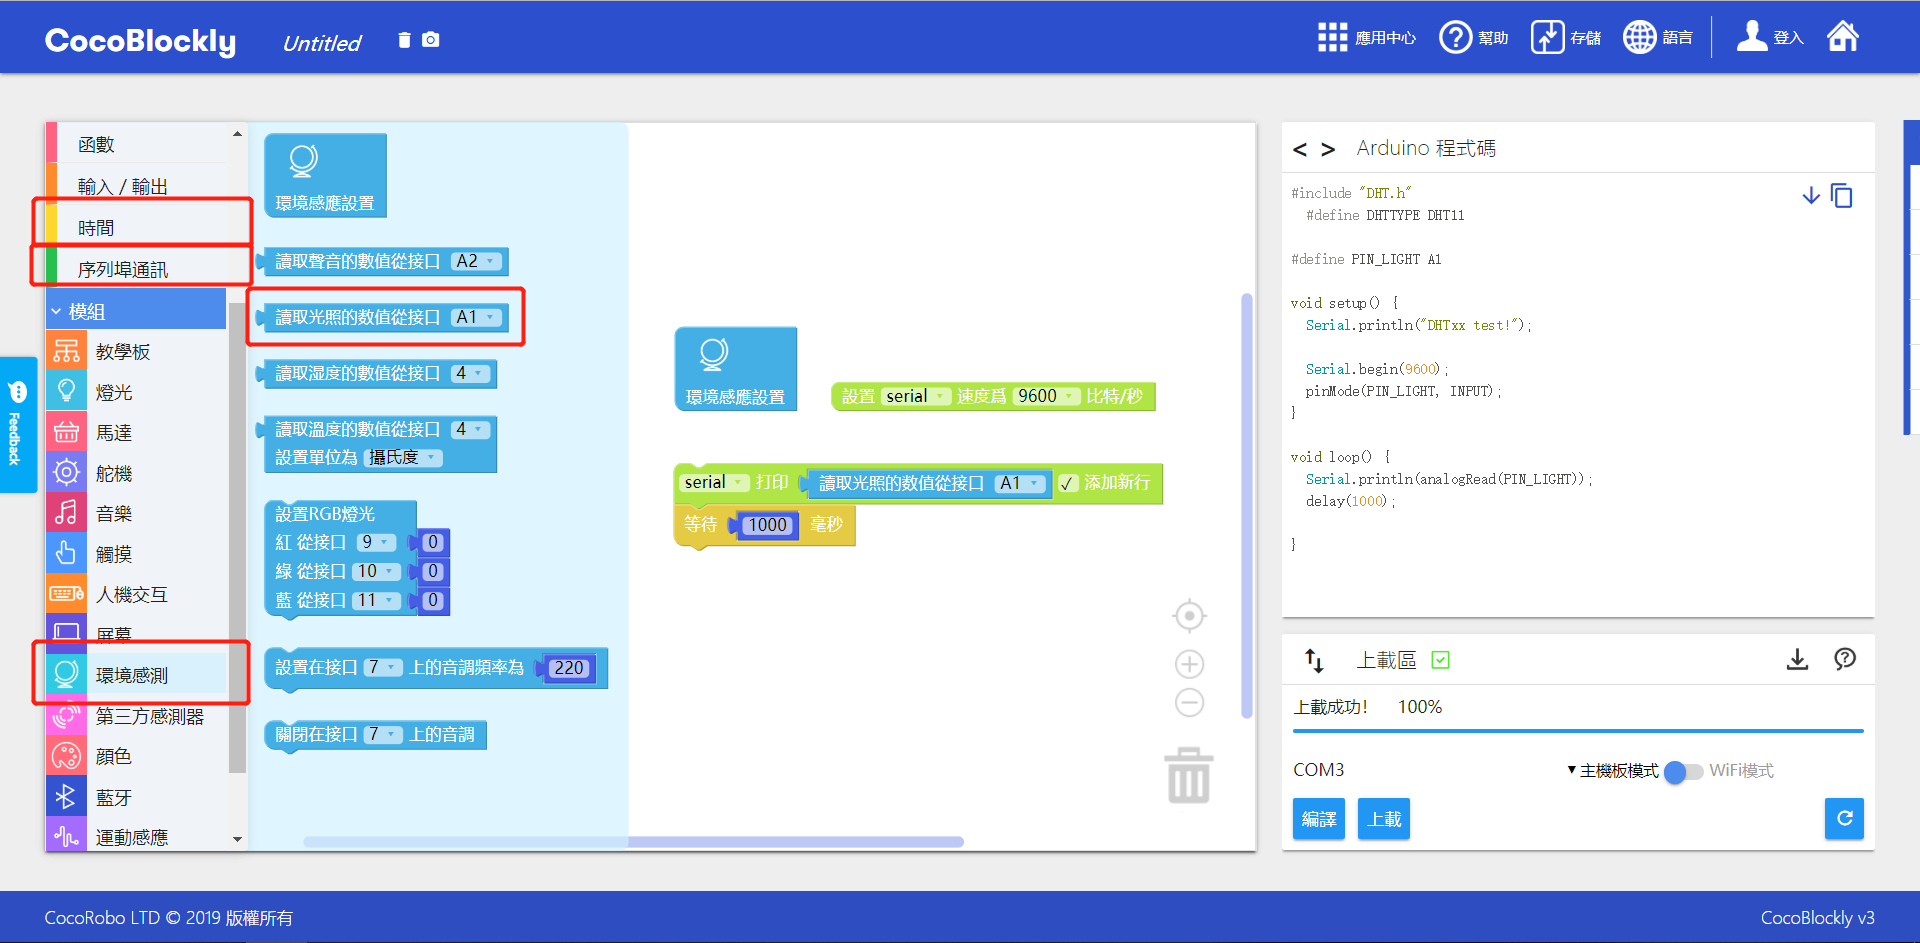 CocoBlockly
Untitled
應用中心
幫助
存儲
語言
登入
函數
輸入 / 輸出
時間
序列埠通訊
模組
教學板
燈光
馬達
舵機
音樂
觸摸
人機交互
屏幕
環境感測
第三方感測器
顏色
藍牙
運動感應
Feedback
環境感應設置
讀取聲音的數值從接口 A2
讀取光照的数值從接口 A1
讀取湿度的數值從接口 4
讀取溫度的數值從接口 4
設置單位為 攝氏度
設置RGB燈光
紅 從接口 9 0
綠 從接口 10 0
藍 從接口 11 0
設置在接口 7 上的音調頻率為 220
關閉在接口 7 上的音調
環境感應設置
設置 serial 速度爲 9600 比特/秒
serial 打印 讀取光照的数值從接口 A1 ✓ 添加新行
等待 1000 毫秒
< > Arduino 程式碼
#include "DHT.h"
#define DHTTYPE DHT11
#define PIN_LIGHT A1
void setup() {
Serial.println("DHTxx test!");
Serial.begin(9600);
pinMode(PIN_LIGHT, INPUT);
}
void loop() {
Serial.println(analogRead(PIN_LIGHT));
delay(1000);
}
上載區
上載成功! 100%
COM3
▼主機板模式
WiFi模式
編譯
上載
CocoRobo LTD © 2019 版權所有
CocoBlockly v3